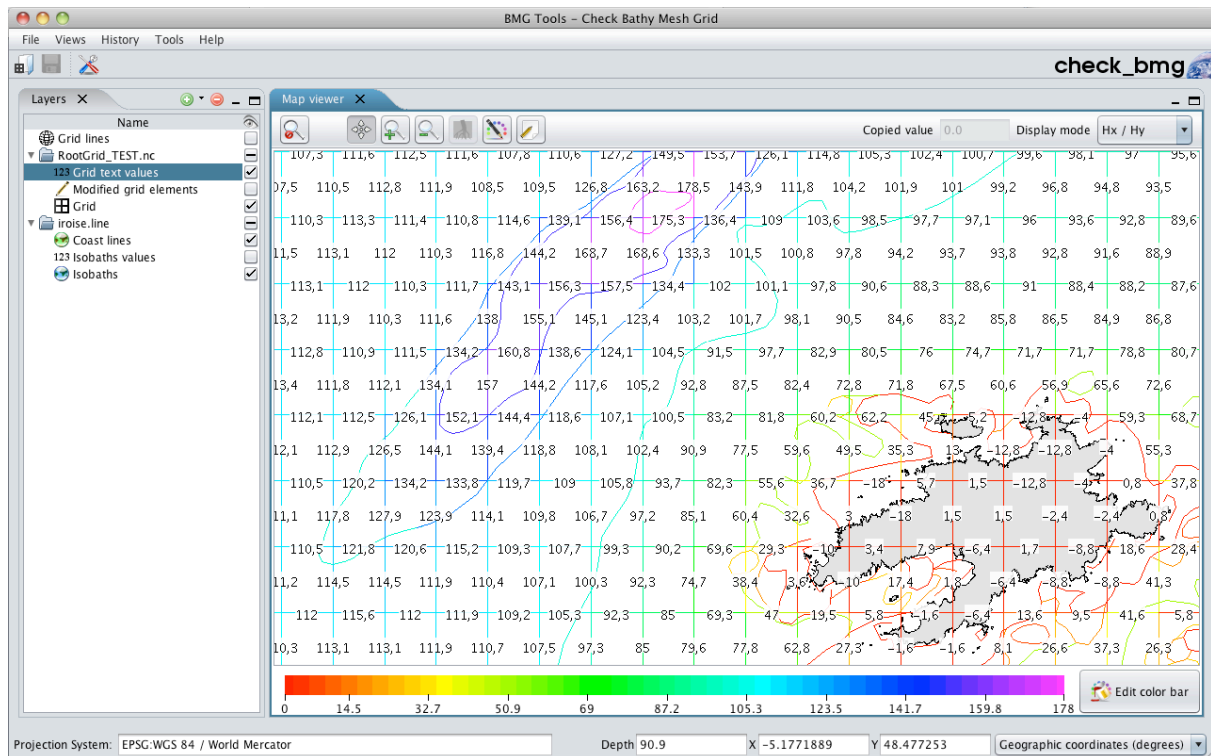 BMG Tools - Check Bathy Mesh Grid
File Views History Tools Help
check_bmg
Layers X
Name
Grid lines
RootGrid_TEST.nc
123 Grid text values
Modified grid elements
Grid
iroise.line
Coast lines
123 Isobaths values
Isobaths
Map viewer X
Copied value 0.0 Display mode Hx / Hy
107,3 111,6 112,5 111,6 107,8 110,6 127,2 149,5 153,7 126,1 114,8 105,3 102,4 100,7 99,6 98,1 97 95,6
07,5 110,5 112,8 111,9 108,5 109,5 126,8 163,2 178,5 143,9 111,8 104,2 101,9 101 99,2 96,8 94,8 93,5
110,3 113,3 111,4 110,8 114,6 139,1 156,4 175,3 136,4 109 103,6 98,5 97,7 97,1 96 93,6 92,8 89,6
11,5 113,1 112 110,3 116,8 144,2 168,7 168,6 133,3 101,5 100,8 94,2 93,7 93,8 92,8 91,6 88,9
113,1 112 110,3 111,7 143,1 156,3 157,5 134,4 102 101,1 97,8 90,6 88,3 88,6 91 88,4 88,2 87,6
13,2 111,9 110,3 111,6 138 155,1 145,1 123,4 103,2 101,7 98,1 90,5 84,6 83,2 85,8 86,5 84,9 86,8
112,8 110,9 111,5 134,2 160,8 138,6 124,1 104,5 91,5 97,7 82,9 80,5 76 74,7 71,7 71,7 78,8 80,7
13,4 111,8 112,1 134,1 157 144,2 117,6 105,2 92,8 87,5 82,4 72,8 71,8 67,5 60,6 56,9 65,6 72,6
112,1 112,5 126,1 152,1 144,4 118,6 107,1 100,5 83,2 81,8 60,2 62,2 -5,2 -12,8 -4 59,3 68,7
12,1 112,9 126,5 144,1 139,4 118,8 108,1 102,4 90,9 77,5 59,6 49,5 35,3 13 -12,8 -12,8 -4 55,3
110,5 120,2 134,2 133,8 119,7 109 105,8 93,7 82,3 55,6 36,7 -18 5,7 1,5 -12,8 -4 0,8 37,8
11,1 117,8 127,9 123,9 114,1 109,8 106,7 97,2 85,1 60,4 32,6 3 -18 1,5 1,5 -2,4 -2,4 0,8
110,5 121,8 120,6 115,2 109,3 107,7 99,3 90,2 69,6 29,3 -10 3,4 7,9 -6,4 1,7 -8,8 18,6 28,4
11,2 114,5 114,5 111,9 110,4 107,1 100,3 92,3 74,7 38,4 3,6 -10 17,4 1,8 -6,4 -8,8 -8,8 41,3
112 115,6 112 111,9 109,2 105,3 92,3 85 69,3 47 19,5 5,8 -1,6 -6,4 13,6 9,5 41,6 5,8
10,3 113,1 113,1 111,9 110,7 107,5 97,3 85 79,6 77,8 62,8 27,3 -1,6 -1,6 8,1 26,6 37,3 26,3
0 14.5 32.7 50.9 69 87.2 105.3 123.5 141.7 159.8 178
Edit color bar
Projection System: EPSG:WGS 84 / World Mercator Depth 90.9 X -5.1771889 Y 48.477253 Geographic coordinates (degrees)